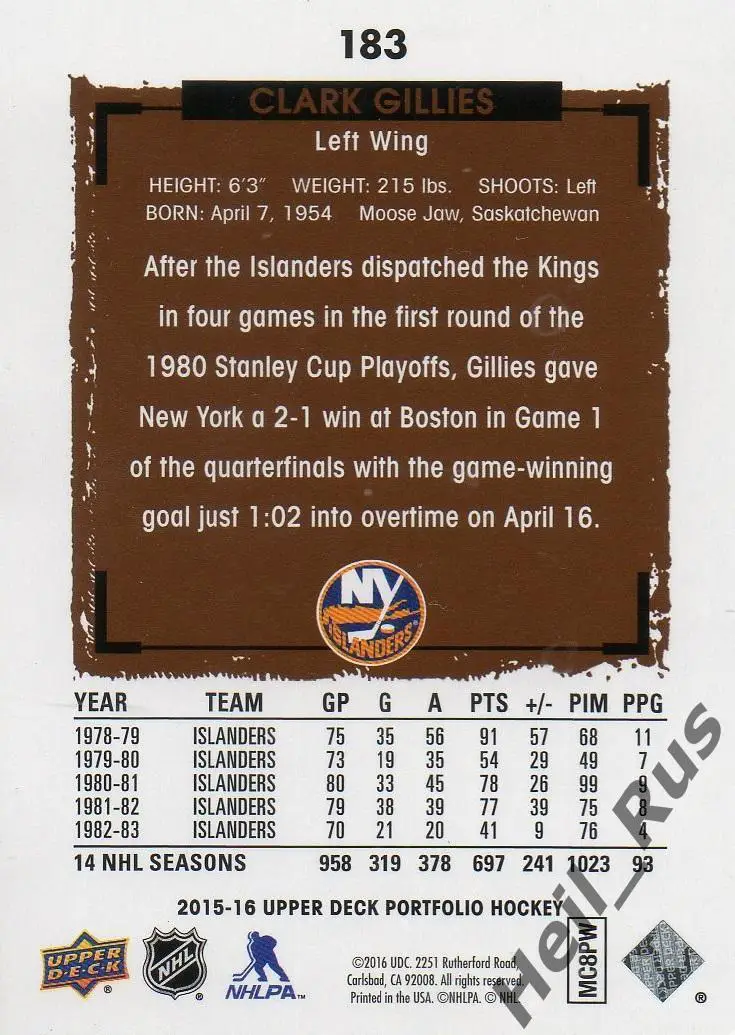 183
CLARK GILLIES
Left Wing
HEIGHT: 6'3" WEIGHT: 215 lbs. SHOOTS: Left
BORN: April 7, 1954 Moose Jaw, Saskatchewan
After the Islanders dispatched the Kings
in four games in the first round of the
1980 Stanley Cup Playoffs, Gillies gave
New York a 2-1 win at Boston in Game 1
of the quarterfinals with the game-winning
goal just 1:02 into overtime on April 16.
NY
ISLANDERS
YEAR TEAM GP G A PTS +/- PIM PPG
1978-79 ISLANDERS 75 35 56 91 57 68 11
1979-80 ISLANDERS 73 19 35 54 29 49 7
1980-81 ISLANDERS 80 33 45 78 26 99 9
1981-82 ISLANDERS 79 38 39 77 39 75 8
1982-83 ISLANDERS 70 21 20 41 9 76 4
14 NHL SEASONS 958 319 378 697 241 1023 93
2015-16 UPPER DECK PORTFOLIO HOCKEY
UPPER
D·E·C·K
®
NHL
®
NHLPA™
©2016 UDC. 2251 Rutherford Road,
Carlsbad, CA 92008. All rights reserved.
Printed in the USA. ©NHLPA. © NHL.
MC8PW
®
Heil_Rus